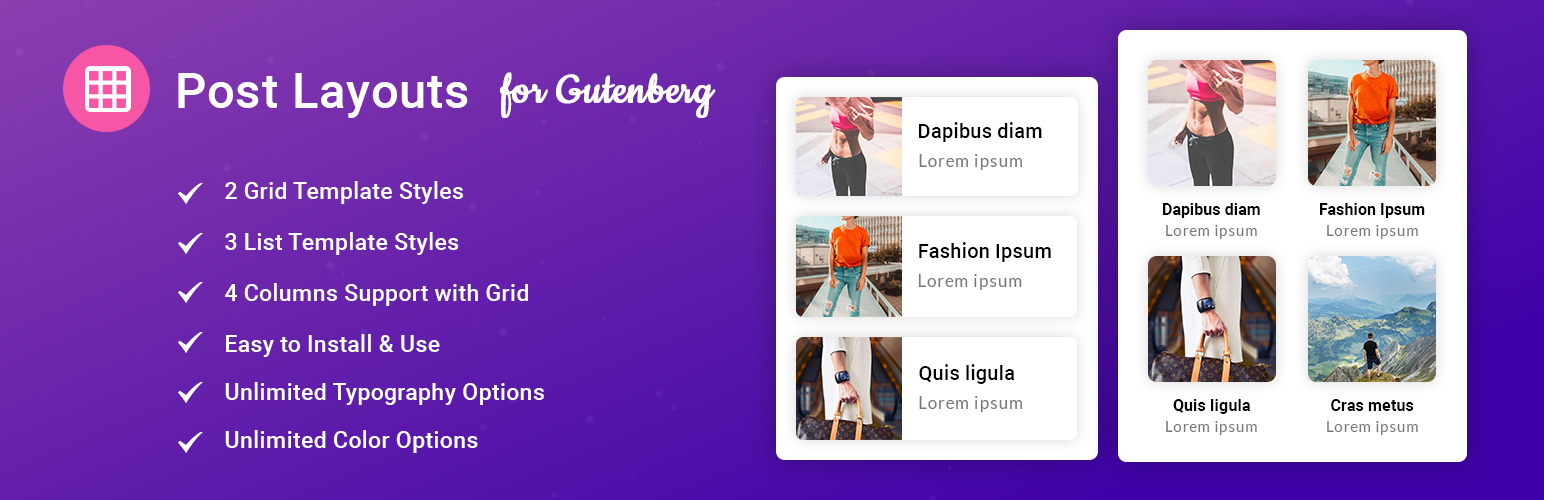 Post Layouts for Gutenberg
2 Grid Template Styles
3 List Template Styles
4 Columns Support with Grid
Easy to Install & Use
Unlimited Typography Options
Unlimited Color Options
Dapibus diam
Lorem ipsum
Fashion Ipsum
Lorem ipsum
Quis ligula
Lorem ipsum
Dapibus diam
Lorem ipsum
Fashion Ipsum
Lorem ipsum
Quis ligula
Lorem ipsum
Cras metus
Lorem ipsum